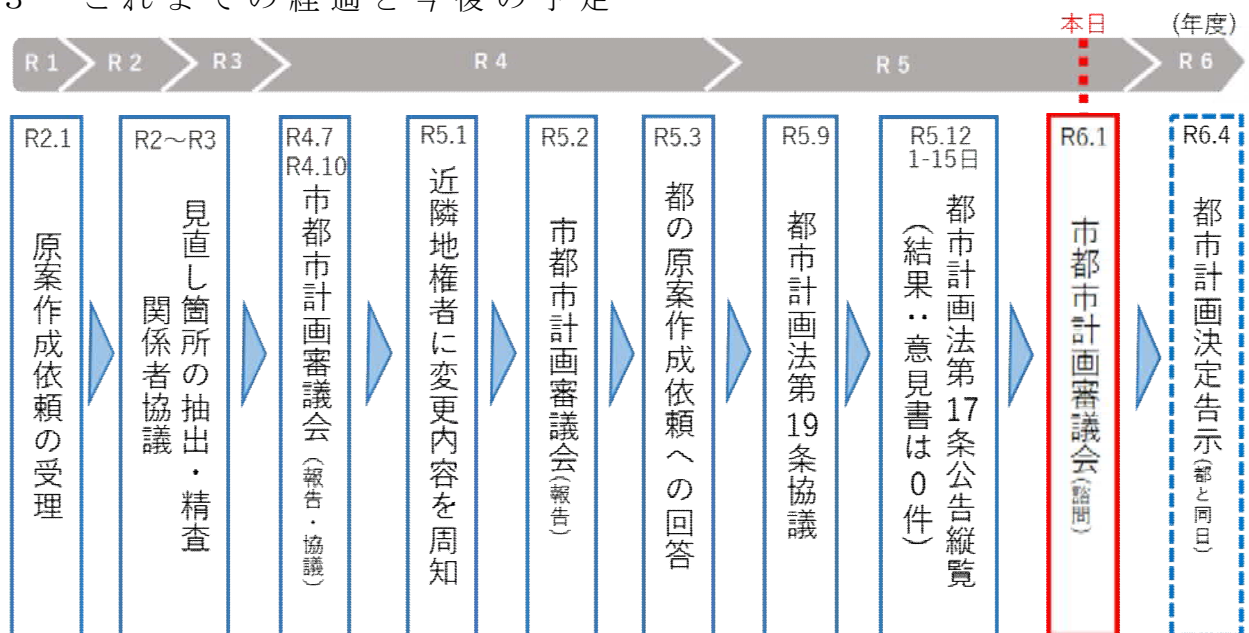 3 これまでの経過と今後の予定
本日
(年度)
R1
R2
R3
R4
R5
R6
R2.1
原案作成依頼の受理
R2～R3
見直し箇所の抽出・精査
関係者協議
R4.7
R4.10
市都市計画審議会(報告・協議)
R5.1
近隣地権者に変更内容を周知
R5.2
市都市計画審議会(報告)
R5.3
都の原案作成依頼への回答
R5.9
都市計画法第19条協議
R5.12
1-15日
都市計画法第17条公告縦覧
(結果：意見書は0件)
R6.1
市都市計画審議会(諮問)
R6.4
都市計画決定告示(都と同日)